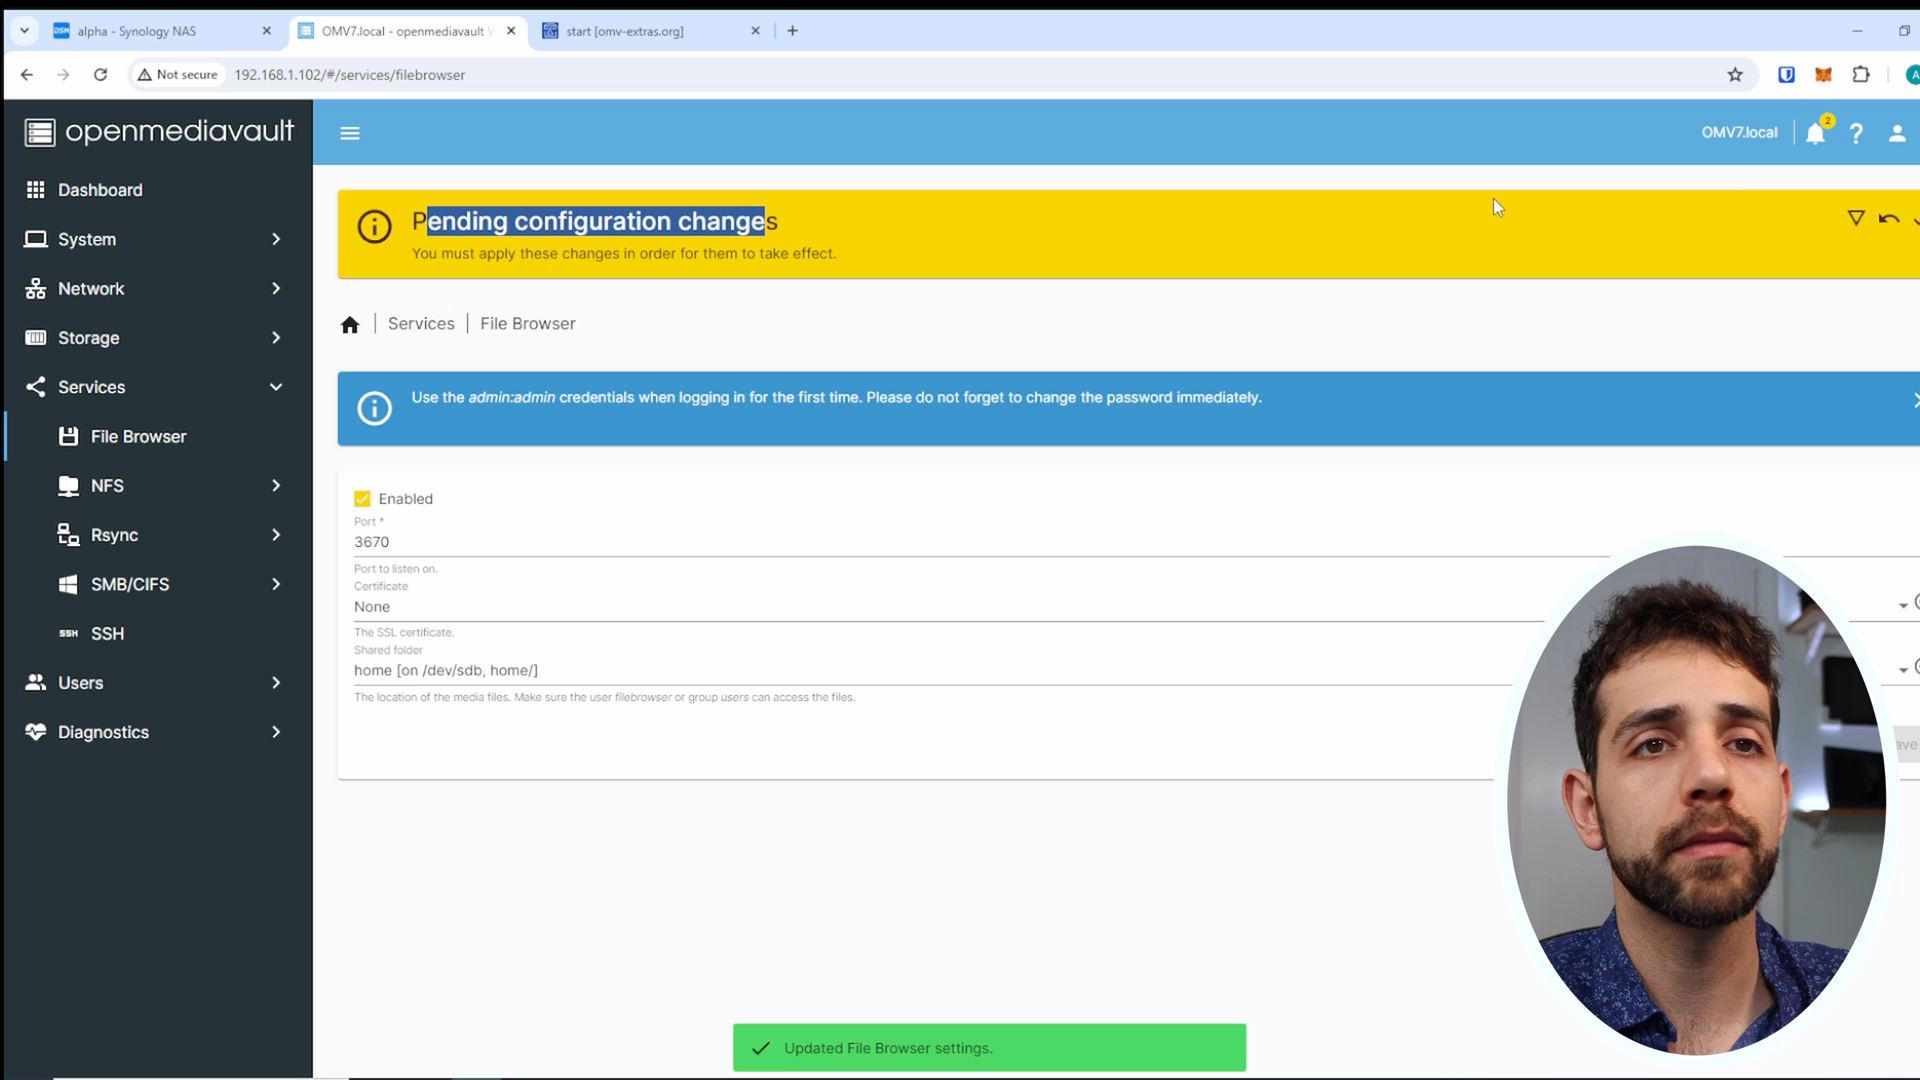 alpha - Synology NAS
OMV7.local - openmediavault
start [omv-extras.org]
Not secure
192.168.1.102/#/services/filebrowser
A
openmediavault
OMV7.local
2
Dashboard
System
Network
Storage
Services
File Browser
NFS
Rsync
SMB/CIFS
SSH
SSH
Users
Diagnostics
Pending configuration changes
You must apply these changes in order for them to take effect.
Services | File Browser
Use the admin:admin credentials when logging in for the first time. Please do not forget to change the password immediately.
Enabled
Port *
3670
Port to listen on.
Certificate
None
The SSL certificate.
Shared folder
home [on /dev/sdb, home/]
The location of the media files. Make sure the user filebrowser or group users can access the files.
Updated File Browser settings.